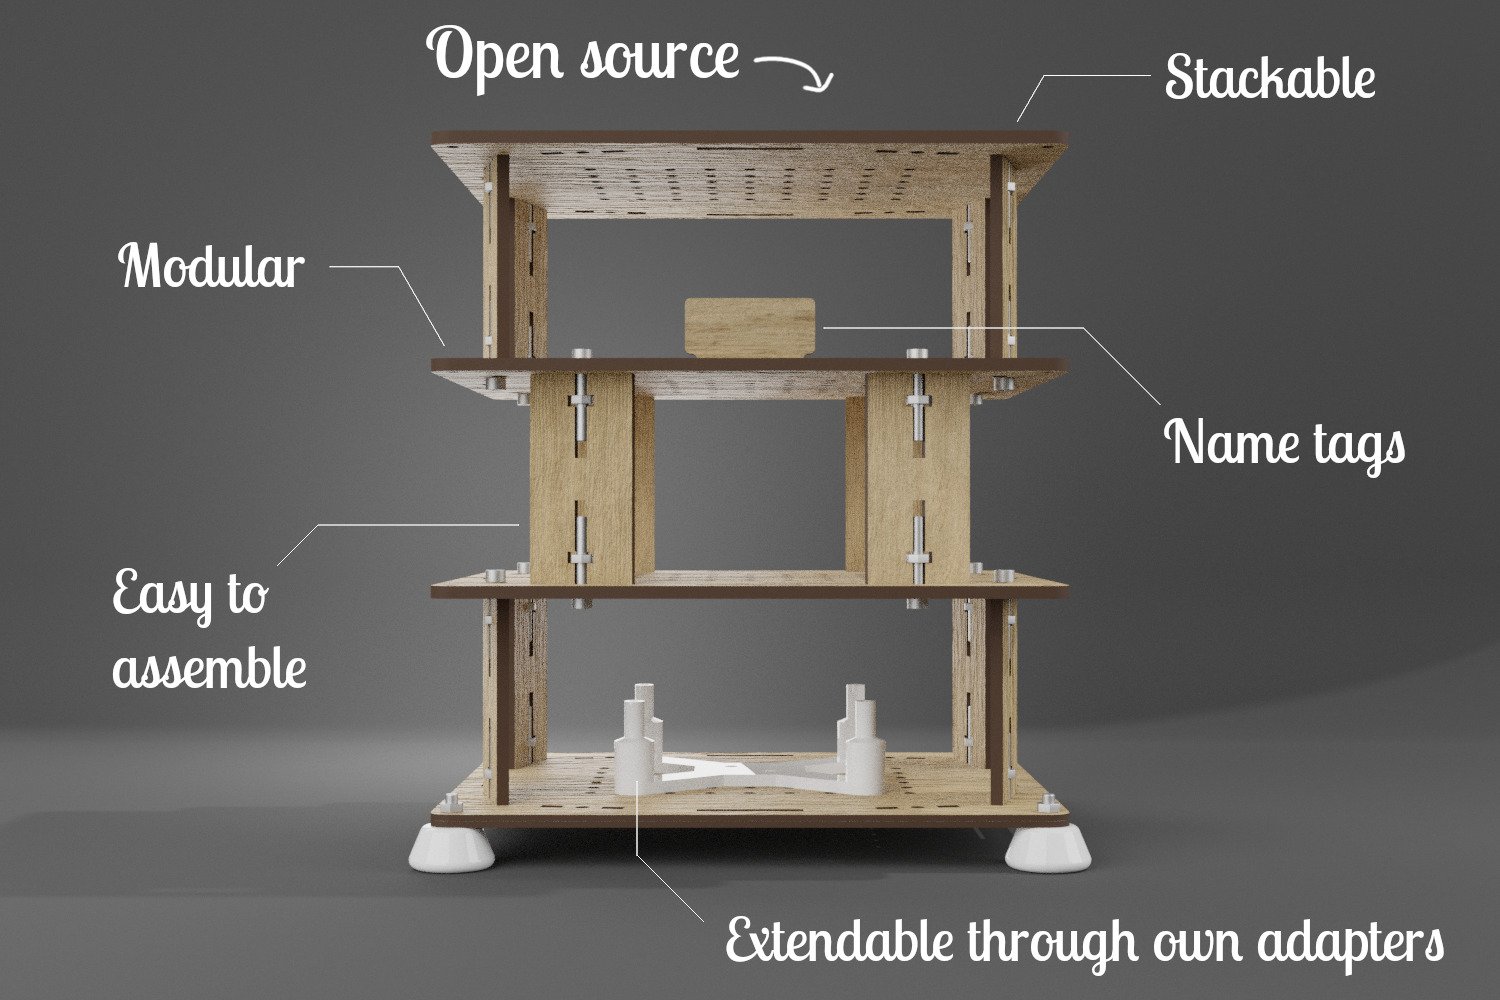 Open source
Stackable
Modular
Name tags
Easy to
assemble
Extendable through own adapters